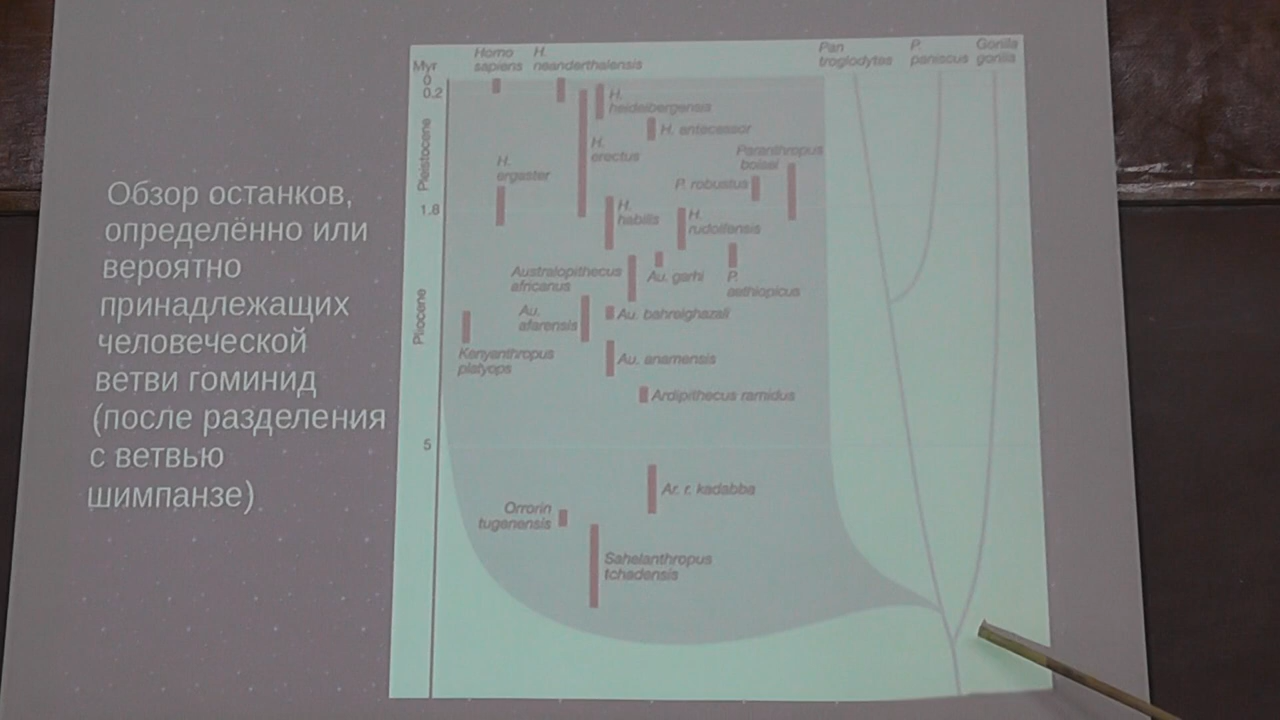 Обзор останков,
определённо или
вероятно
принадлежащих
человеческой
ветви гоминид
(после разделения
с ветвью
шимпанзе)
Myr
0
0.2
Pleistocene
1.8
Pliocene
5
Homo
sapiens
H.
neanderthalensis
Pan
troglodytes
P.
paniscus
Gorilla
gorilla
H.
heidelbergensis
H. antecessor
H.
erectus
Paranthropus
boisei
H.
ergaster
P. robustus
H.
habilis
H.
rudolfensis
Australopithecus
africanus
Au. garhi
P.
aethiopicus
Au.
afarensis
Au. bahrelghazali
Kenyanthropus
platyops
Au. anamensis
Ardipithecus ramidus
Ar. r. kadabba
Orrorin
tugenensis
Sahelanthropus
tchadensis